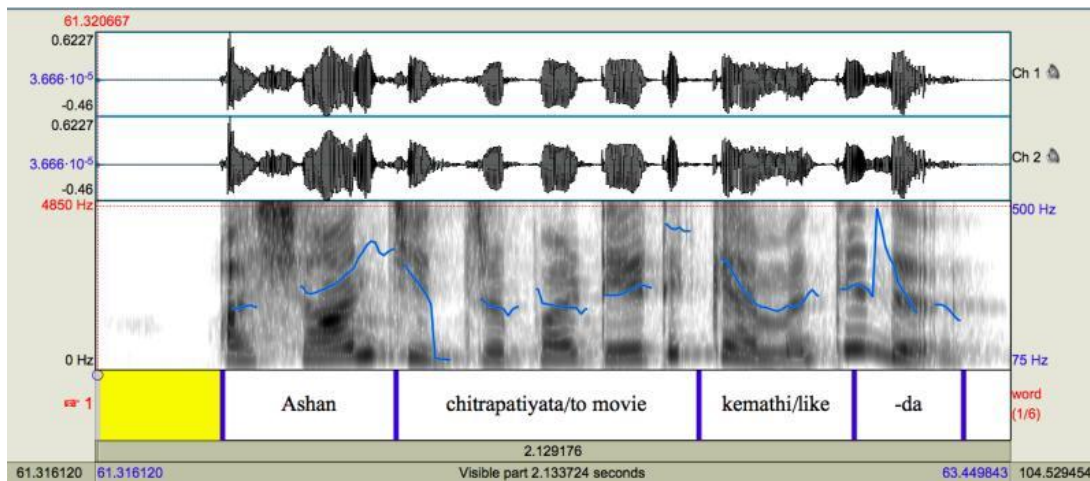 61.320667
0.6227
3.666·10⁻⁵
-0.46
Ch 1
0.6227
3.666·10⁻⁵
-0.46
Ch 2
4850 Hz
500 Hz
0 Hz
75 Hz
1
Ashan
chitrapatiyata/to movie
kemathi/like
-da
word
(1/6)
2.129176
61.316120 61.316120 Visible part 2.133724 seconds 63.449843 104.529454